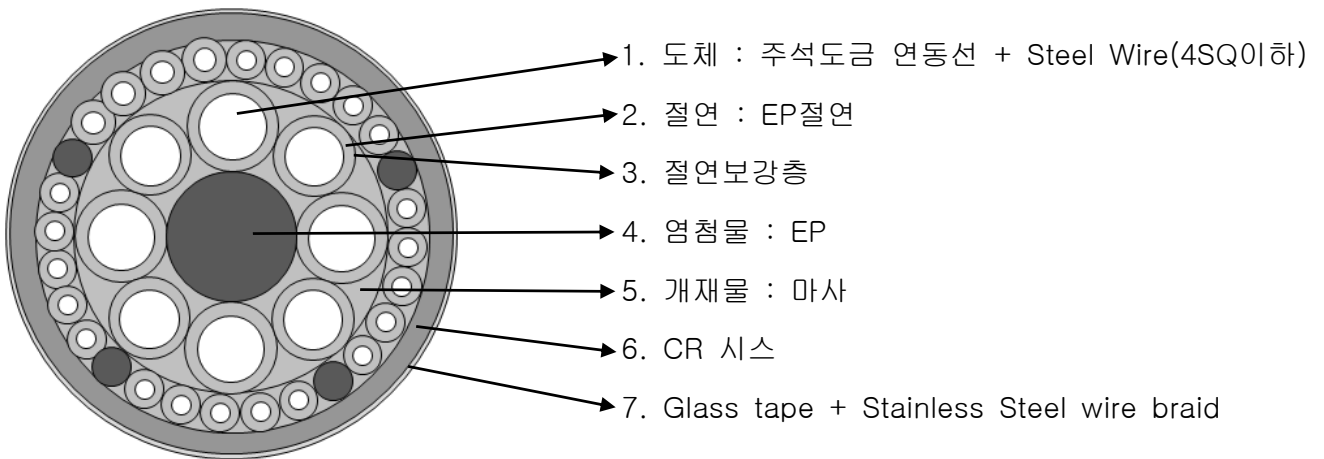 1. 도체 : 주석도금 연동선 + Steel Wire(4SQ이하)
2. 절연 : EP절연
3. 절연보강층
4. 염첨물 : EP
5. 개재물 : 마사
6. CR 시스
7. Glass tape + Stainless Steel wire braid